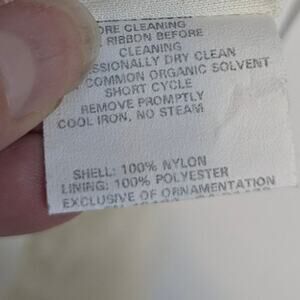 ORE CLEANING
RIBBON BEFORE
CLEANING
ESSIONALLY DRY CLEAN
COMMON ORGANIC SOLVENT
SHORT CYCLE
REMOVE PROMPTLY
COOL IRON, NO STEAM
SHELL: 100% NYLON
LINING: 100% POLYESTER
EXCLUSIVE OF ORNAMENTATION